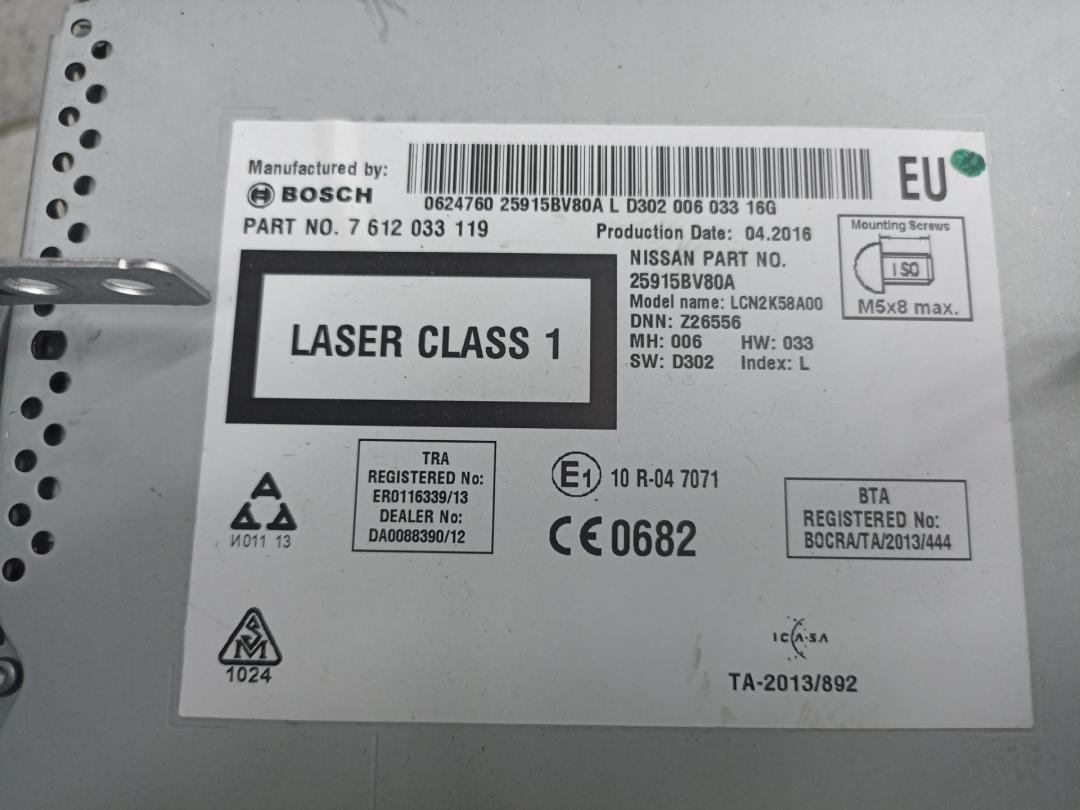 Manufactured by:
BOSCH
0624760 25915BV80A L D302 006 033 16G
EU
PART NO. 7 612 033 119
Production Date: 04.2016
Mounting Screws
ISO
M5x8 max.
NISSAN PART NO.
25915BV80A
Model name: LCN2K58A00
DNN: Z26556
MH: 006 HW: 033
SW: D302 Index: L
LASER CLASS 1
TRA
REGISTERED No:
ER0116339/13
DEALER No:
DA0088390/12
E1 10 R-04 7071
CE 0682
BTA
REGISTERED No:
BOCRA/TA/2013/444
И011 13
1024
ICASA
TA-2013/892